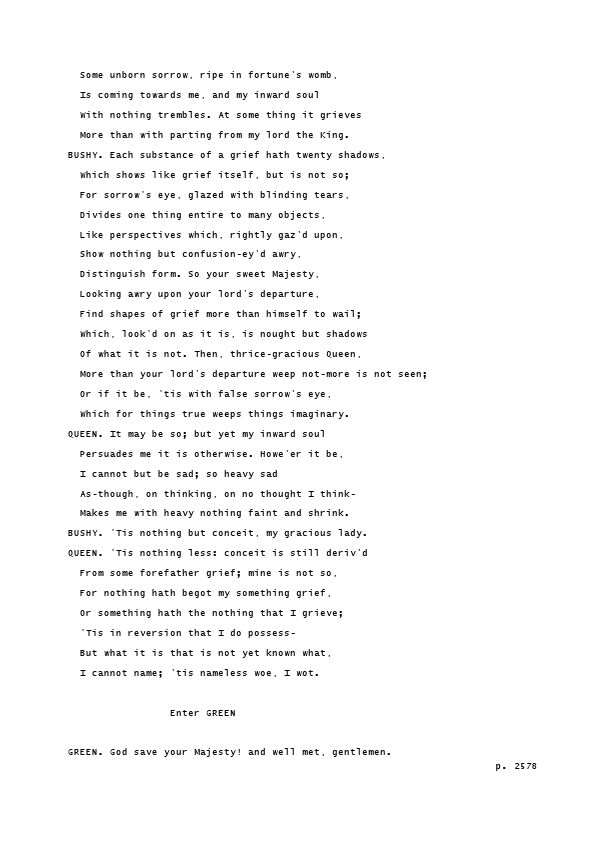 Some unborn sorrow, ripe in fortune's womb,
Is coming towards me, and my inward soul
With nothing trembles. At some thing it grieves
More than with parting from my lord the King.
BUSHY. Each substance of a grief hath twenty shadows,
Which shows like grief itself, but is not so;
For sorrow's eye, glazed with blinding tears,
Divides one thing entire to many objects,
Like perspectives which, rightly gaz'd upon,
Show nothing but confusion-ey'd awry,
Distinguish form. So your sweet Majesty,
Looking awry upon your lord's departure,
Find shapes of grief more than himself to wail;
Which, look'd on as it is, is nought but shadows
Of what it is not. Then, thrice-gracious Queen,
More than your lord's departure weep not-more is not seen;
Or if it be, 'tis with false sorrow's eye,
Which for things true weeps things imaginary.
QUEEN. It may be so; but yet my inward soul
Persuades me it is otherwise. Howe'er it be,
I cannot but be sad; so heavy sad
As-though, on thinking, on no thought I think-
Makes me with heavy nothing faint and shrink.
BUSHY. 'Tis nothing but conceit, my gracious lady.
QUEEN. 'Tis nothing less: conceit is still deriv'd
From some forefather grief; mine is not so,
For nothing hath begot my something grief,
Or something hath the nothing that I grieve;
'Tis in reversion that I do possess-
But what it is that is not yet known what,
I cannot name; 'tis nameless woe, I wot.
Enter GREEN
GREEN. God save your Majesty! and well met, gentlemen.
p. 2578